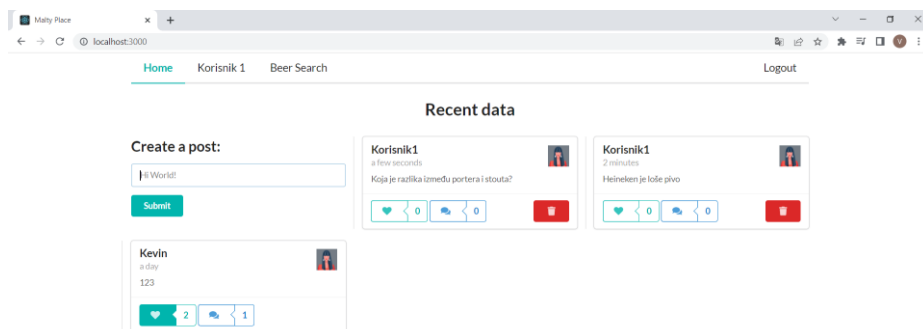 Malty Place
localhost:3000
V
Home Korisnik 1 Beer Search Logout
Recent data
Create a post:
Hi World!
Submit
Korisnik1
a few seconds
Koja je razlika između portera i stouta?
0 0
Korisnik1
2 minutes
Heineken je loše pivo
0 0
Kevin
a day
123
2 1